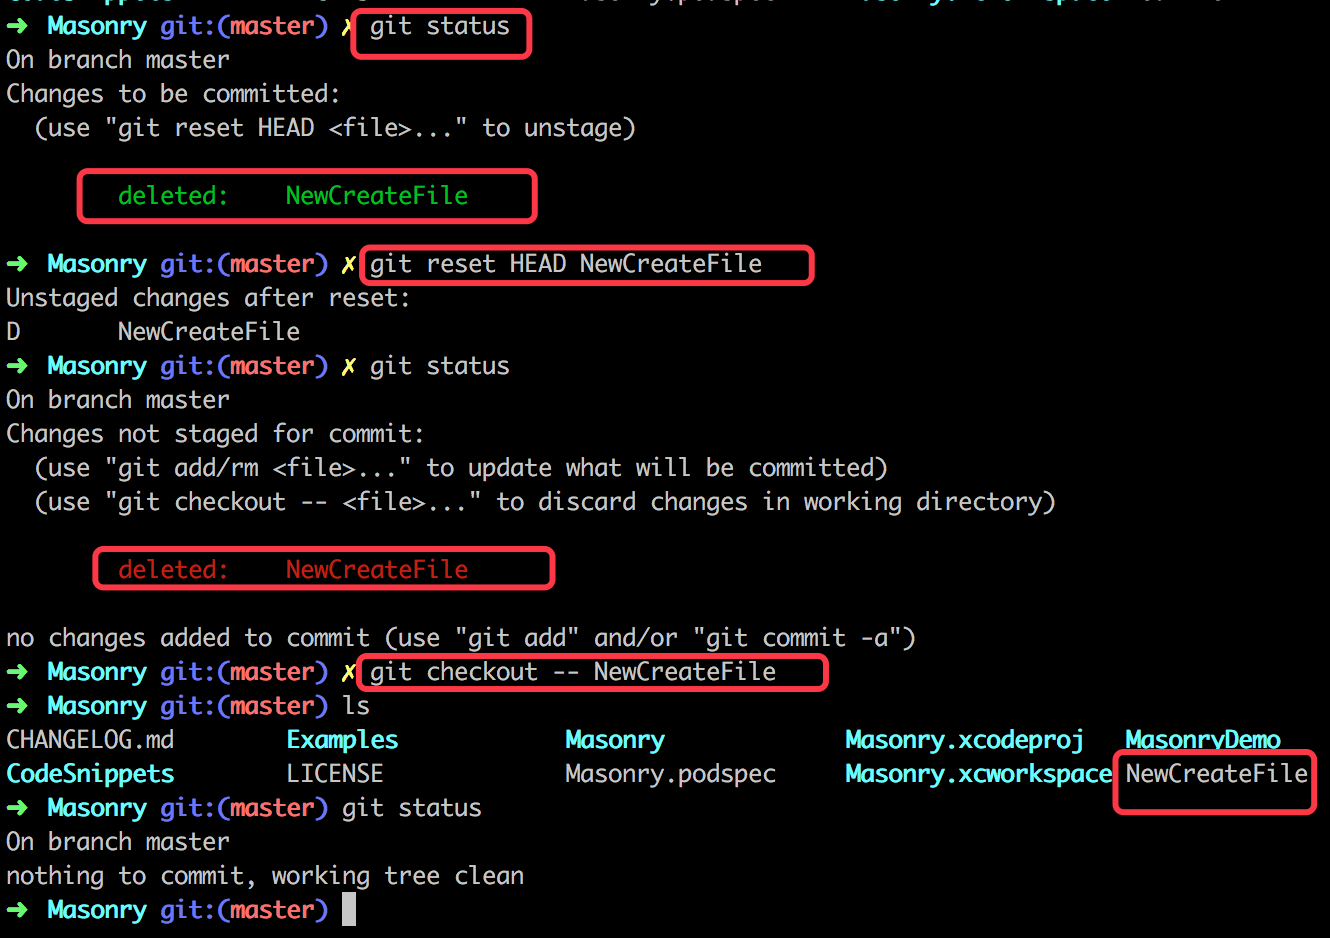 ➜ Masonry git:(master) ✗ git status
On branch master
Changes to be committed:
  (use "git reset HEAD <file>..." to unstage)
        deleted:    NewCreateFile
➜ Masonry git:(master) ✗ git reset HEAD NewCreateFile
Unstaged changes after reset:
D       NewCreateFile
➜ Masonry git:(master) ✗ git status
On branch master
Changes not staged for commit:
  (use "git add/rm <file>..." to update what will be committed)
  (use "git checkout -- <file>..." to discard changes in working directory)
        deleted:    NewCreateFile
no changes added to commit (use "git add" and/or "git commit -a")
➜ Masonry git:(master) ✗ git checkout -- NewCreateFile
➜ Masonry git:(master) ls
CHANGELOG.md        Examples            Masonry             Masonry.xcodeproj   MasonryDemo
CodeSnippets        LICENSE             Masonry.podspec     Masonry.xcworkspace NewCreateFile
➜ Masonry git:(master) git status
On branch master
nothing to commit, working tree clean
➜ Masonry git:(master)